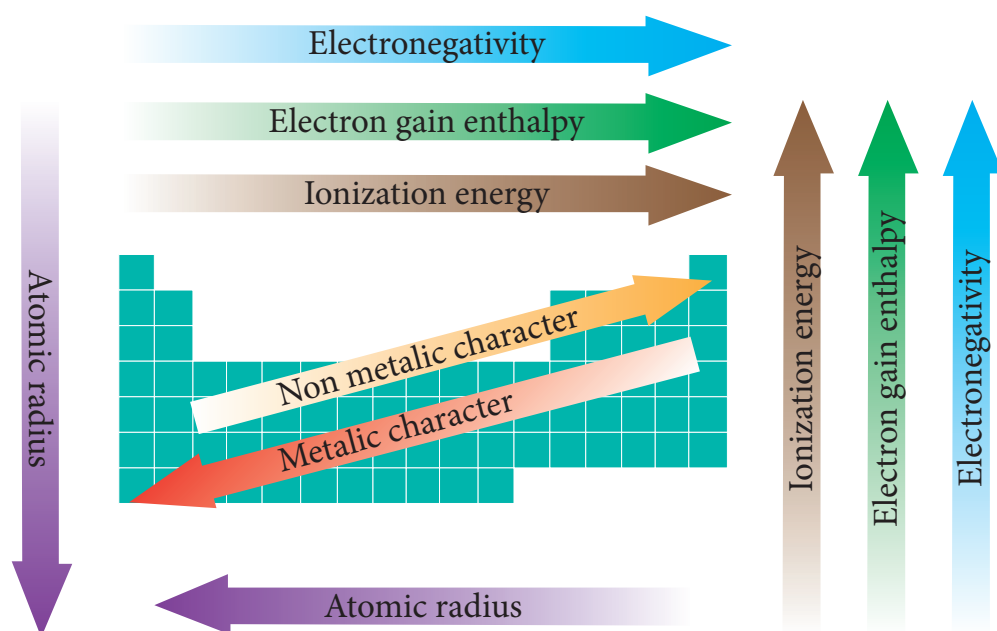 Electronegativity
Electron gain enthalpy
Ionization energy
Atomic radius
Non metalic character
Metalic character
Ionization energy
Electron gain enthalpy
Electronegativity
Atomic radius